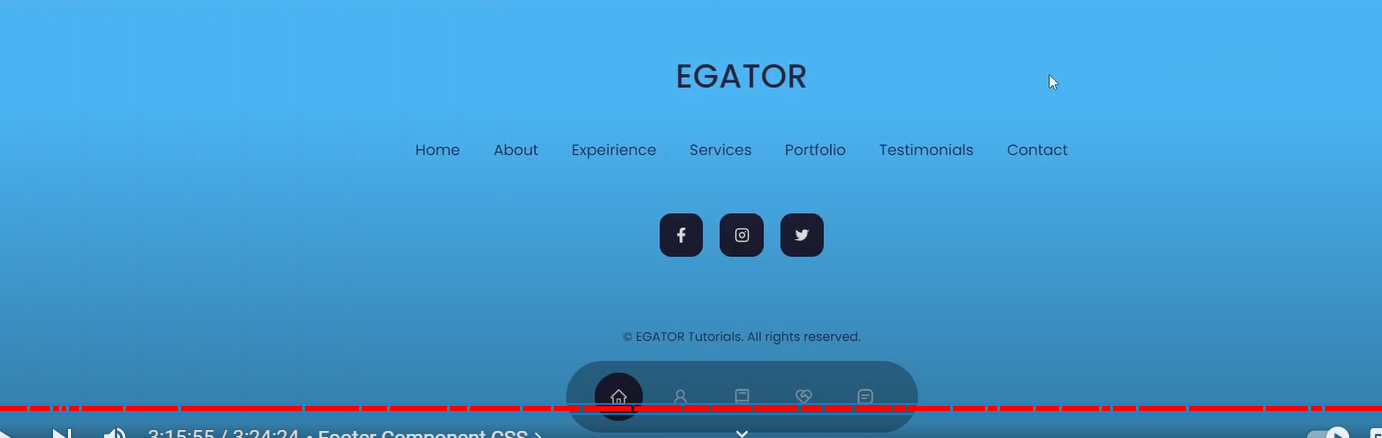 EGATOR
Home About Expeirience Services Portfolio Testimonials Contact
© EGATOR Tutorials. All rights reserved.
3:15:55 / 3:24:24 • Footer Component CSS